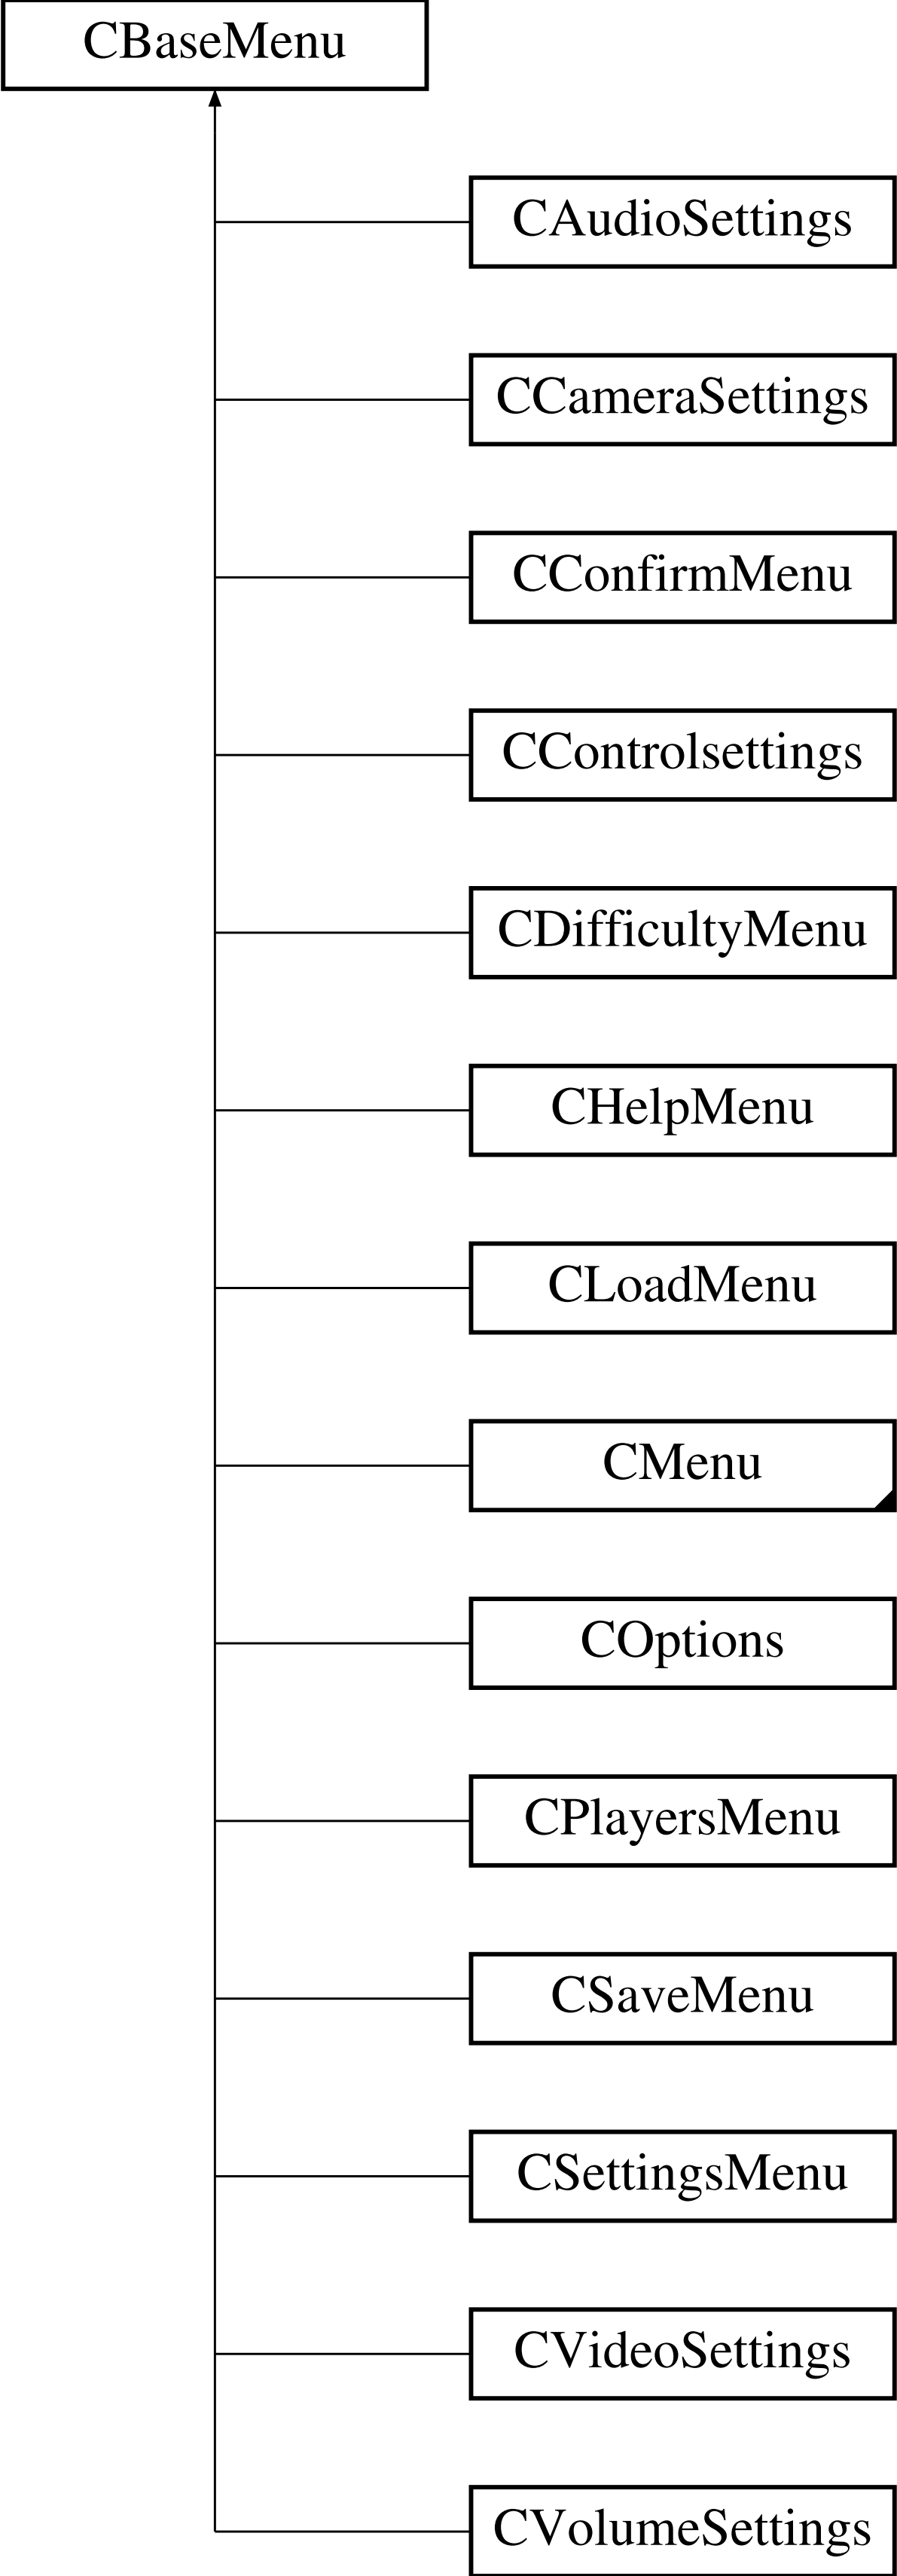 CBaseMenu
CAudioSettings
CCameraSettings
CConfirmMenu
CControlsettings
CDifficultyMenu
CHelpMenu
CLoadMenu
CMenu
COptions
CPlayersMenu
CSaveMenu
CSettingsMenu
CVideoSettings
CVolumeSettings